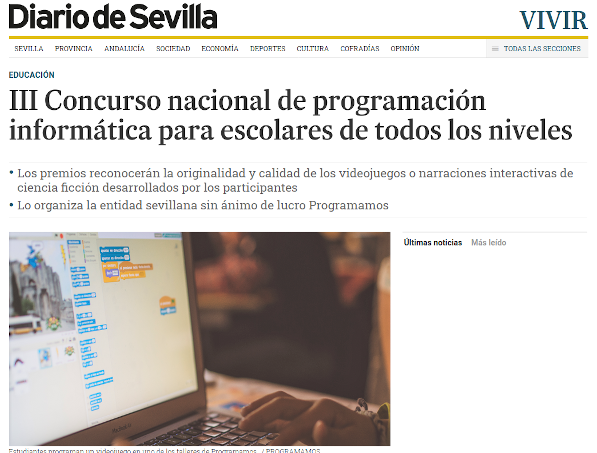 Diario de Sevilla
VIVIR
SEVILLA PROVINCIA ANDALUCÍA SOCIEDAD ECONOMÍA DEPORTES CULTURA COFRADÍAS OPINIÓN
TODAS LAS SECCIONES
EDUCACIÓN
III Concurso nacional de programación
informática para escolares de todos los niveles
Los premios reconocerán la originalidad y calidad de los videojuegos o narraciones interactivas de
ciencia ficción desarrollados por los participantes
Lo organiza la entidad sevillana sin ánimo de lucro Programamos
Últimas noticias Más leído
Estudiantes programan un videojuego en uno de los talleres de Programamos. / PROGRAMAMOS